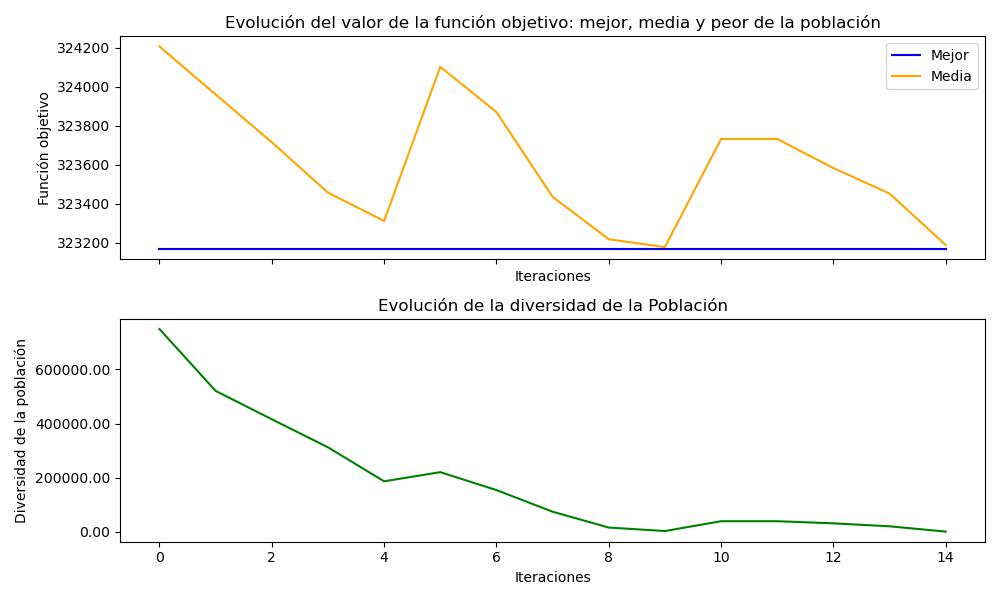 Evolución del valor de la función objetivo: mejor, media y peor de la población
Función objetivo
324200
324000
323800
323600
323400
323200
Mejor
Media
Iteraciones
Evolución de la diversidad de la Población
Diversidad de la población
600000.00
400000.00
200000.00
0.00
0 2 4 6 8 10 12 14
Iteraciones